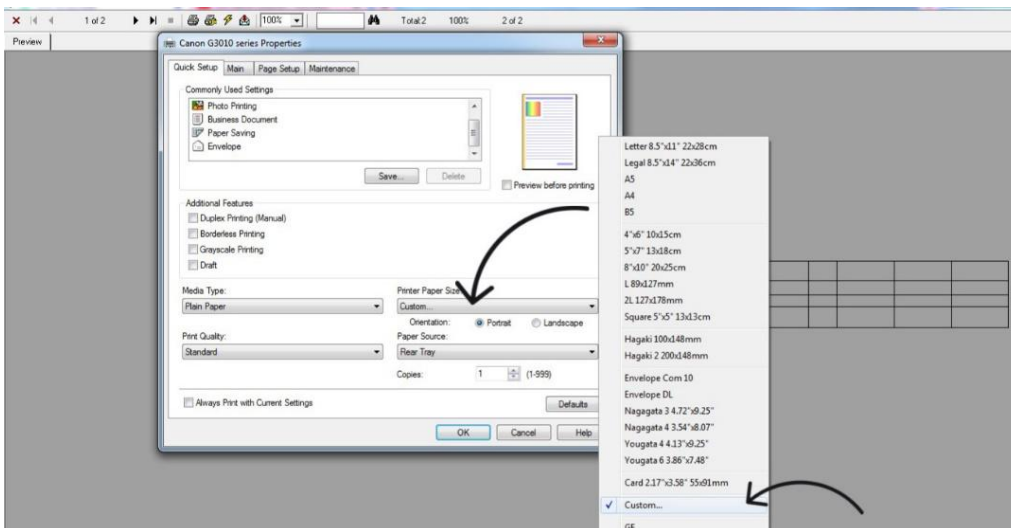 1 of 2
100%
Total:2
100%
2 of 2
Preview
Canon G3010 series Properties
Quick Setup
Main
Page Setup
Maintenance
Commonly Used Settings
Photo Printing
Business Document
Paper Saving
Envelope
Save...
Delete
Preview before printing
Additional Features
Duplex Printing (Manual)
Borderless Printing
Grayscale Printing
Draft
Media Type:
Plain Paper
Printer Paper Size:
Custom...
Orientation:
Portrait
Landscape
Print Quality:
Standard
Paper Source:
Rear Tray
Copies:
1
(1-999)
Always Print with Current Settings
Defaults
OK
Cancel
Help
Letter 8.5"x11" 22x28cm
Legal 8.5"x14" 22x36cm
A5
A4
B5
4"x6" 10x15cm
5"x7" 13x18cm
8"x10" 20x25cm
L 89x127mm
2L 127x178mm
Square 5"x5" 13x13cm
Hagaki 100x148mm
Hagaki 2 200x148mm
Envelope Com 10
Envelope DL
Nagagata 3 4.72"x9.25"
Nagagata 4 3.54"x8.07"
Yougata 4 4.13"x9.25"
Yougata 6 3.86"x7.48"
Card 2.17"x3.58" 55x91mm
Custom...